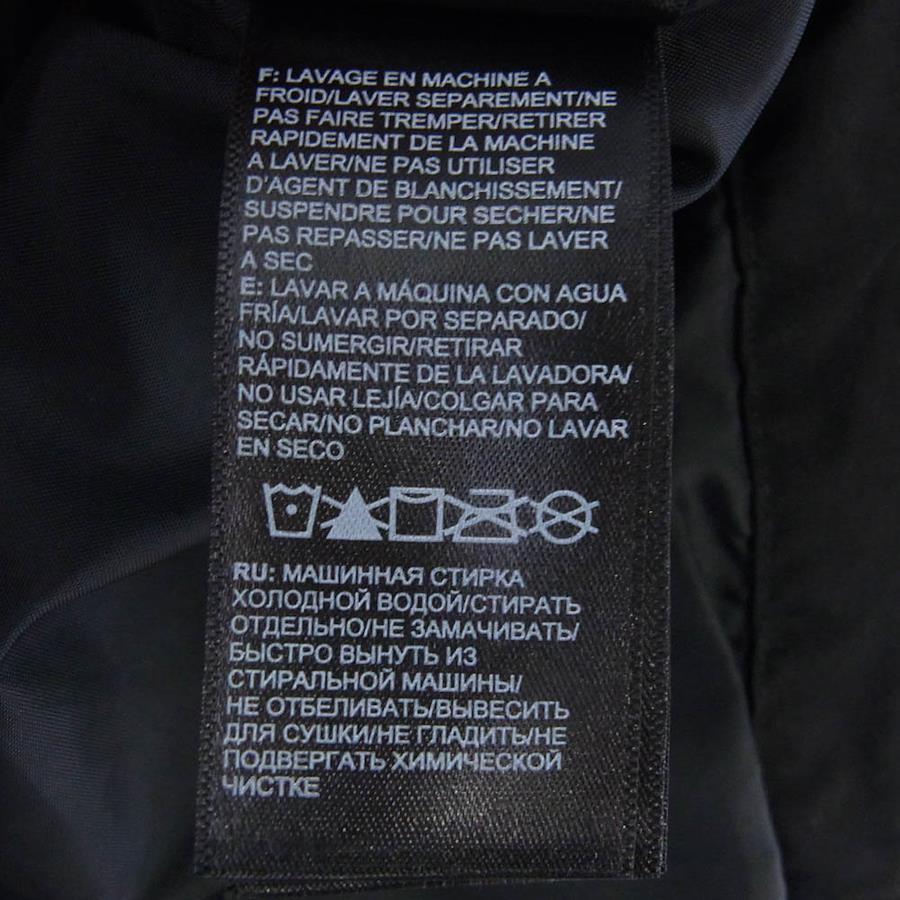 F: LAVAGE EN MACHINE A
FROID/LAVER SEPAREMENT/NE
PAS FAIRE TREMPER/RETIRER
RAPIDEMENT DE LA MACHINE
A LAVER/NE PAS UTILISER
D'AGENT DE BLANCHISSEMENT/
SUSPENDRE POUR SECHER/NE
PAS REPASSER/NE PAS LAVER
A SEC
E: LAVAR A MÁQUINA CON AGUA
FRÍA/LAVAR POR SEPARADO/
NO SUMERGIR/RETIRAR
RÁPIDAMENTE DE LA LAVADORA/
NO USAR LEJÍA/COLGAR PARA
SECAR/NO PLANCHAR/NO LAVAR
EN SECO
RU: МАШИННАЯ СТИРКА
ХОЛОДНОЙ ВОДОЙ/СТИРАТЬ
ОТДЕЛЬНО/НЕ ЗАМАЧИВАТЬ/
БЫСТРО ВЫНУТЬ ИЗ
СТИРАЛЬНОЙ МАШИНЫ/
НЕ ОТБЕЛИВАТЬ/ВЫВЕСИТЬ
ДЛЯ СУШКИ/НЕ ГЛАДИТЬ/НЕ
ПОДВЕРГАТЬ ХИМИЧЕСКОЙ
ЧИСТКЕ